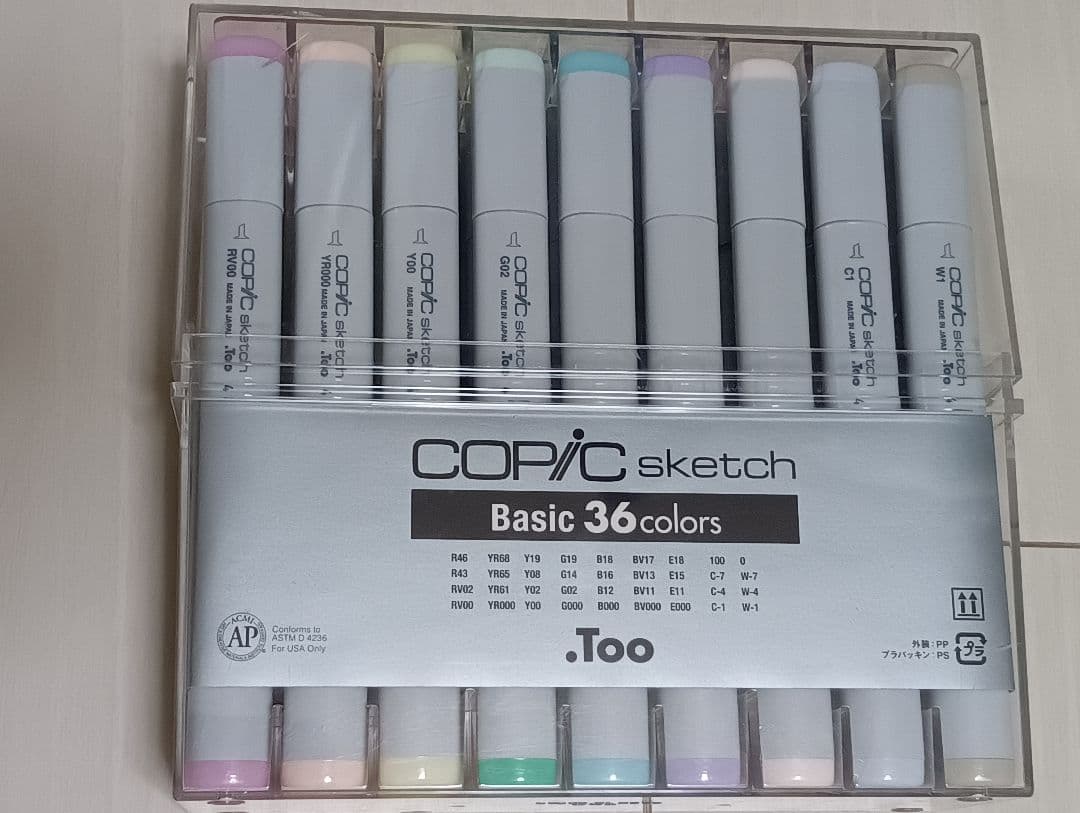 COPIC sketch
RV00 MADE IN JAPAN .Too 4
COPIC sketch
YR000 MADE IN JAPAN .Too
COPIC sketch
Y00 MADE IN JAPAN .Too
COPIC sketch
G02 MADE IN JAPAN .Too
COPIC sketch
C1 MADE IN JAPAN .Too 4
COPIC sketch
W1 MADE IN JAPAN .Too 4
COPIC sketch
Basic 36 colors
R46 YR68 Y19 G19 B18 BV17 E18 100 0
R43 YR65 Y08 G14 B16 BV13 E15 C-7 W-7
RV02 YR61 Y02 G02 B12 BV11 E11 C-4 W-4
RV00 YR000 Y00 G000 B000 BV000 E000 C-1 W-1
.Too
ACMI
AP
Conforms to
ASTM D 4236
For USA Only
外装:PP
プラパッキン:PS
プラ